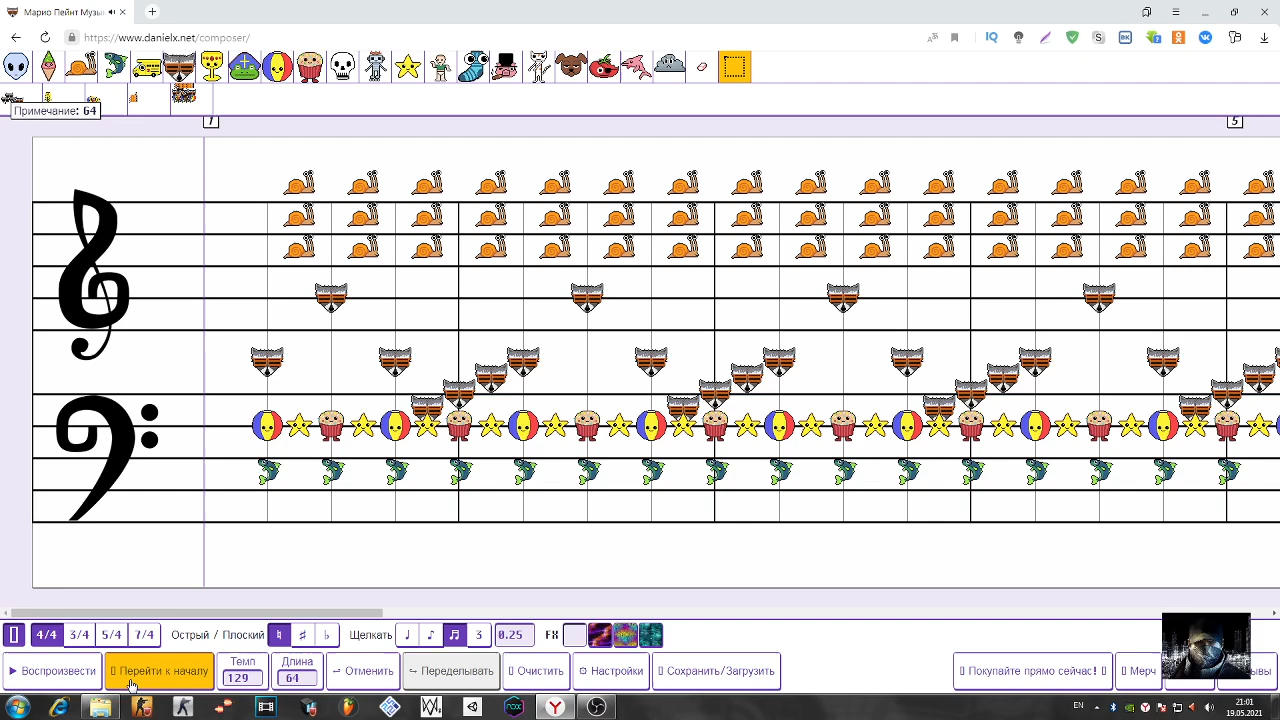 Марио Пейнт Музы
https://www.danielx.net/composer/
Примечание: 64
1 5
4/4 3/4 5/4 7/4 Острый / Плоский Щелкать 3 0.25 FX
Воспроизвести Перейти к началу Темп 129 Длина 64 Отменить Переделывать Очистить Настройки Сохранить/Загрузить Покупайте прямо сейчас! Мерч
EN 21:01
19.05.2021